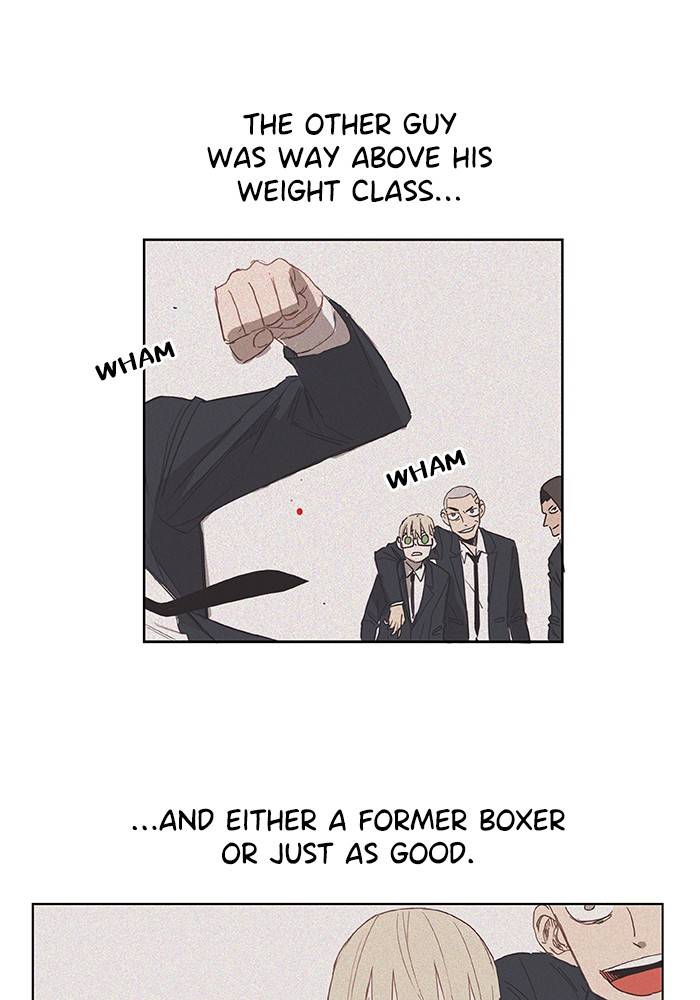 THE OTHER GUY
WAS WAY ABOVE HIS
WEIGHT CLASS...
WHAM
WHAM
...AND EITHER A FORMER BOXER
OR JUST AS GOOD.